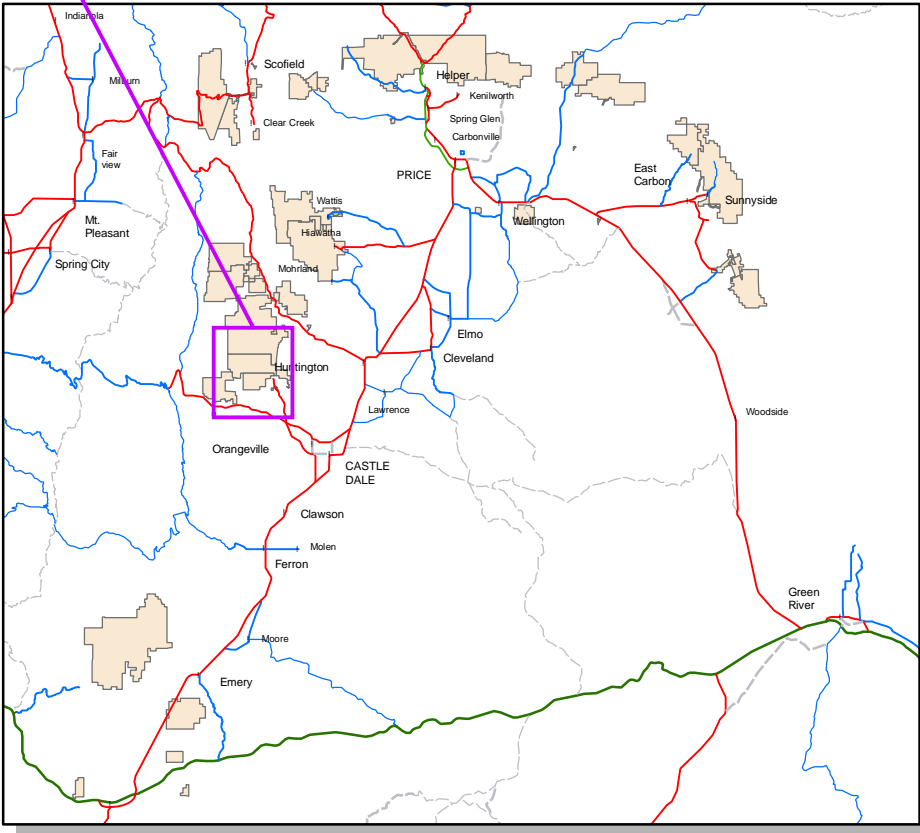 Indianola
Milburn
Scofield
Helper
Kenilworth
Spring Glen
Clear Creek
Carbonville
Fair
view
PRICE
East
Carbon
Sunnyside
Wattis
Mt.
Pleasant
Wellington
Hiawatha
Spring City
Mohrland
Elmo
Cleveland
Huntington
Lawrence
Woodside
Orangeville
CASTLE
DALE
Clawson
Molen
Ferron
Green
River
Moore
Emery